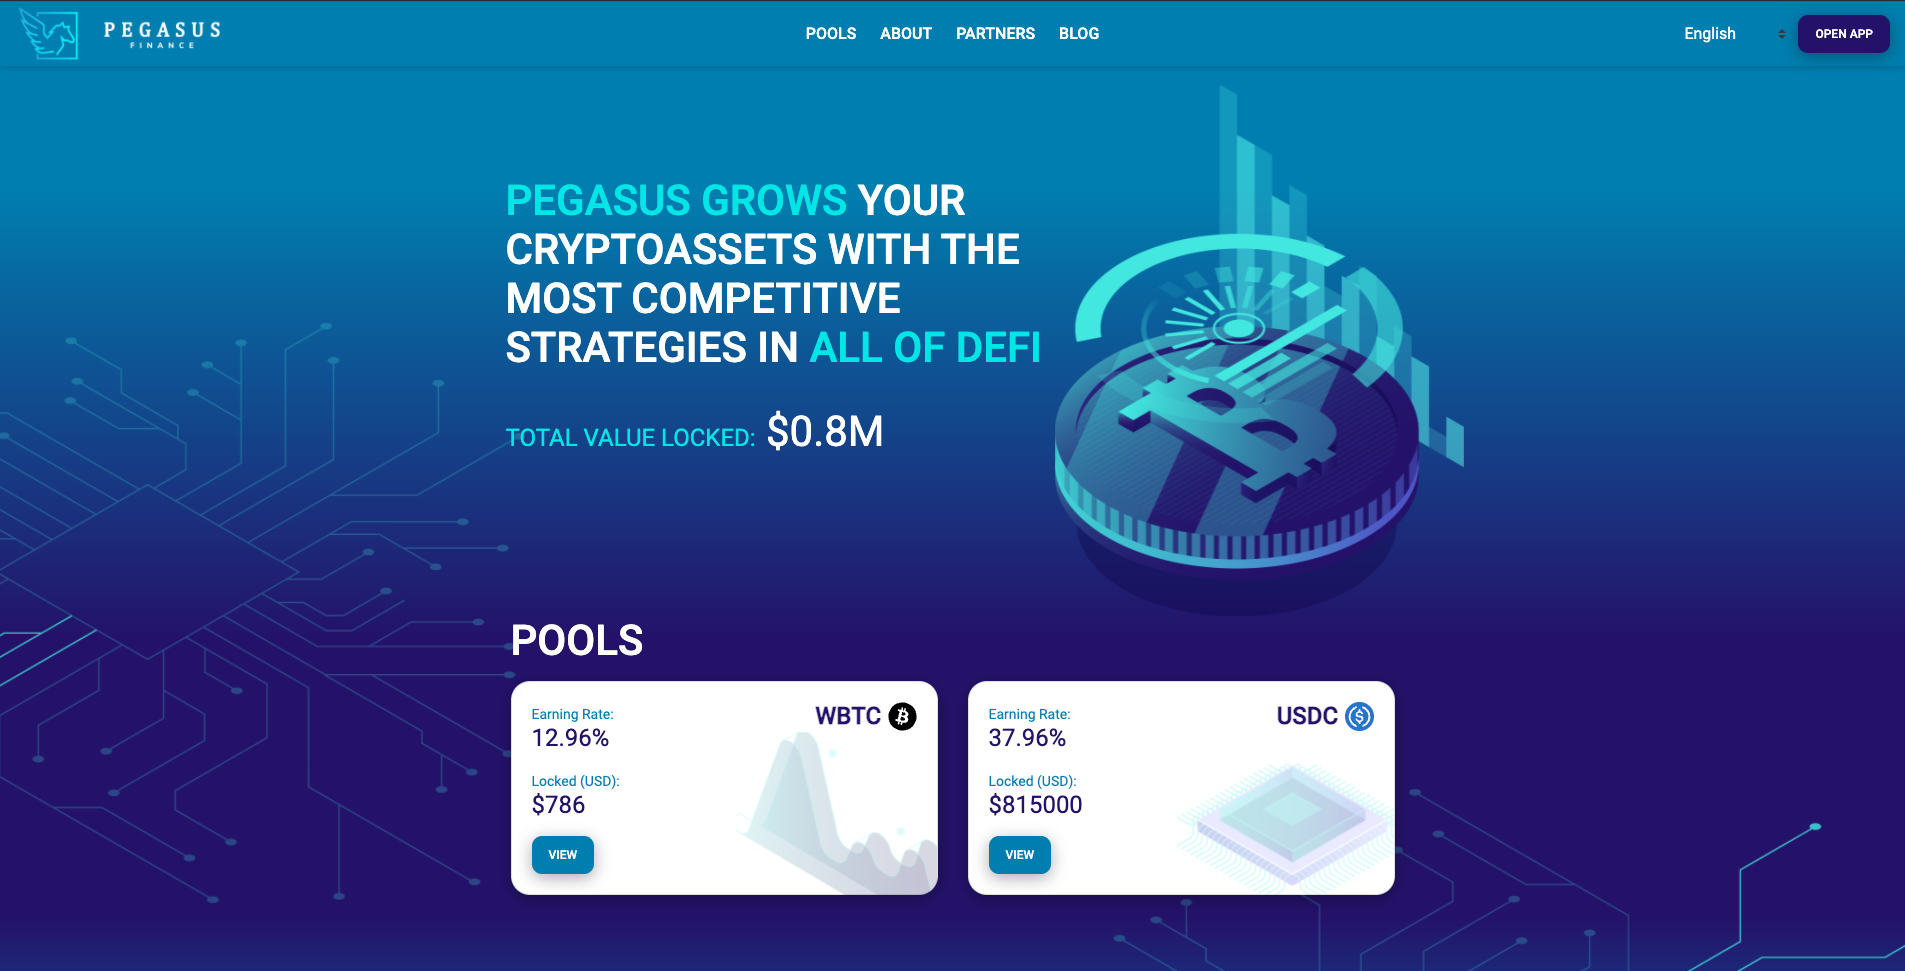 PEGASUS
FINANCE
POOLS ABOUT PARTNERS BLOG
English
OPEN APP
PEGASUS GROWS YOUR
CRYPTOASSETS WITH THE
MOST COMPETITIVE
STRATEGIES IN ALL OF DEFI
TOTAL VALUE LOCKED: $0.8M
POOLS
Earning Rate:
12.96%
WBTC
Locked (USD):
$786
VIEW
Earning Rate:
37.96%
USDC
Locked (USD):
$815000
VIEW